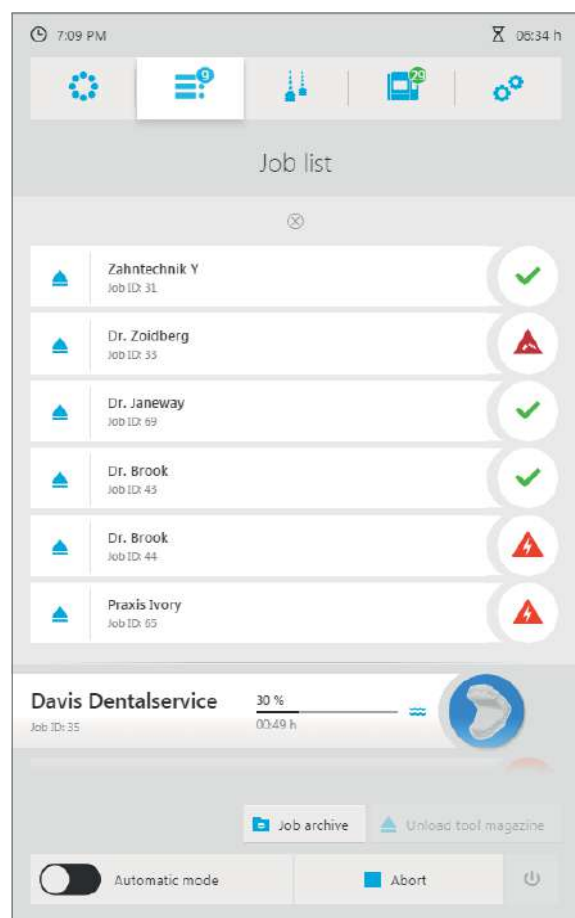 7:09 PM
06:34 h
9
29
Job list
Zahntechnik Y
Job ID: 31
Dr. Zoidberg
Job ID: 33
Dr. Janeway
Job ID: 69
Dr. Brook
Job ID: 43
Dr. Brook
Job ID: 44
Praxis Ivory
Job ID: 65
Davis Dentalservice
30 %
Job ID: 35
00:49 h
Job archive
Unload tool magazine
Automatic mode
Abort